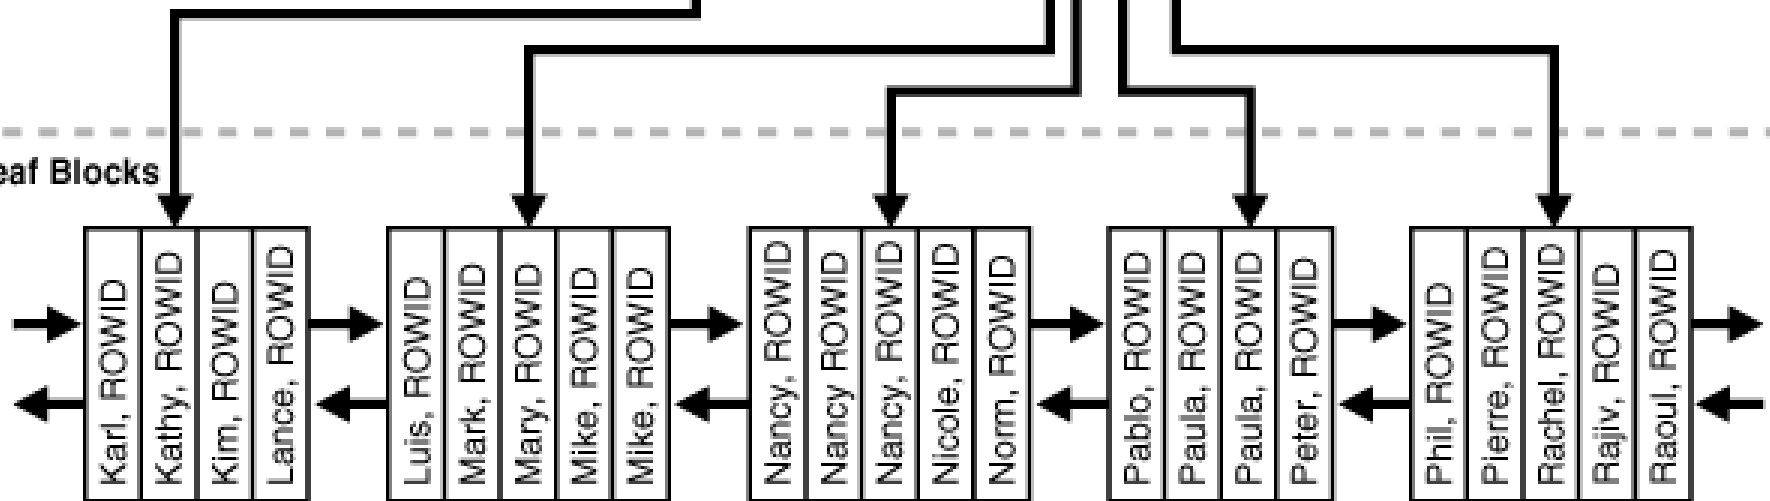 eaf Blocks
Karl, ROWID
Kathy, ROWID
Kim, ROWID
Lance, ROWID
Luis, ROWID
Mark, ROWID
Mary, ROWID
Mike, ROWID
Mike, ROWID
Nancy, ROWID
Nancy ROWID
Nancy, ROWID
Nicole, ROWID
Norm, ROWID
Pablo, ROWID
Paula, ROWID
Paula, ROWID
Peter, ROWID
Phil, ROWID
Pierre, ROWID
Rachel, ROWID
Rajiv, ROWID
Raoul, ROWID